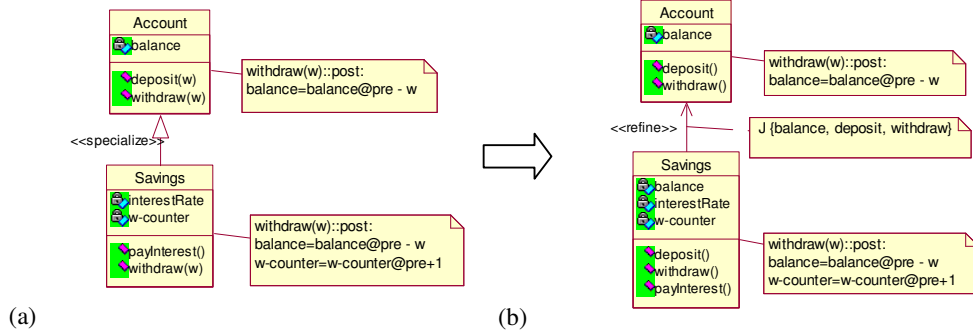 Account
balance
deposit(w)
withdraw(w)
withdraw(w)::post:
balance=balance@pre - w
<<specialize>>
Savings
interestRate
w-counter
payInterest()
withdraw(w)
withdraw(w)::post:
balance=balance@pre - w
w-counter=w-counter@pre+1
(a)
Account
balance
deposit()
withdraw()
withdraw(w)::post:
balance=balance@pre - w
<<refine>>
J {balance, deposit, withdraw}
Savings
balance
interestRate
w-counter
deposit()
withdraw()
payInterest()
withdraw(w)::post:
balance=balance@pre - w
w-counter=w-counter@pre+1
(b)